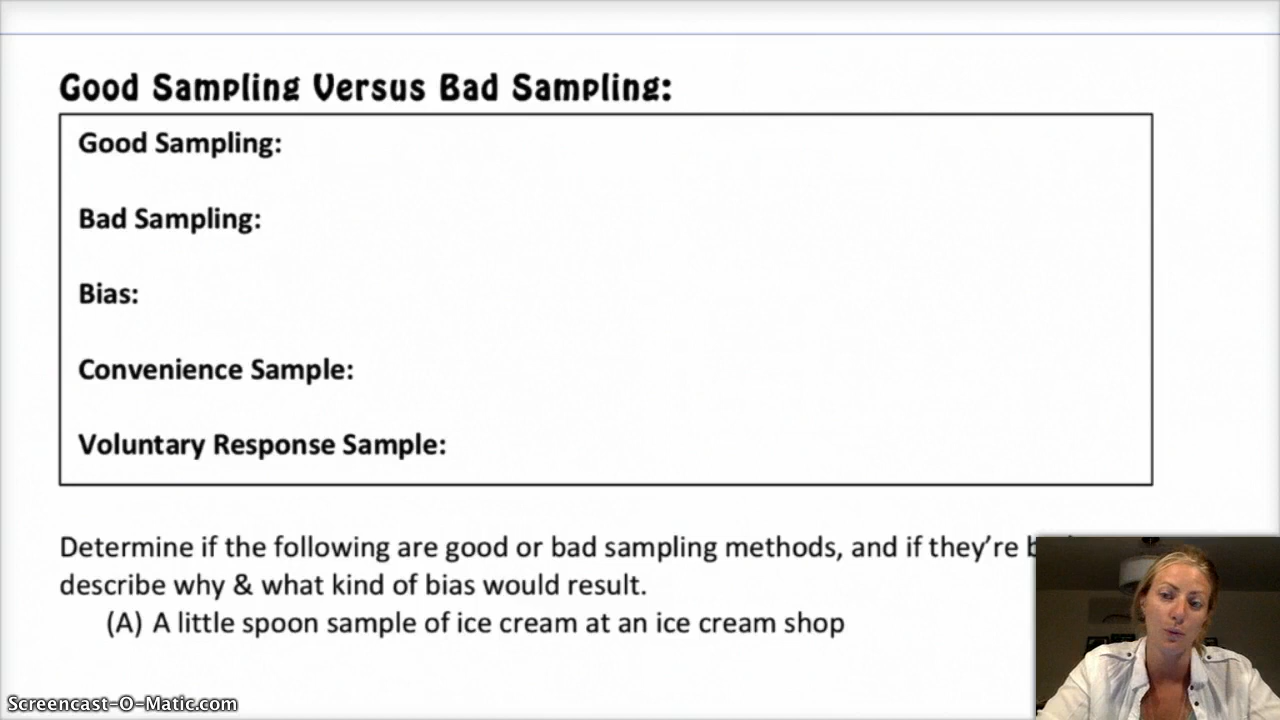 Good Sampling Versus Bad Sampling:
Good Sampling:
Bad Sampling:
Bias:
Convenience Sample:
Voluntary Response Sample:
Determine if the following are good or bad sampling methods, and if they’re
describe why & what kind of bias would result.
(A) A little spoon sample of ice cream at an ice cream shop
Screencast-O-Matic.com